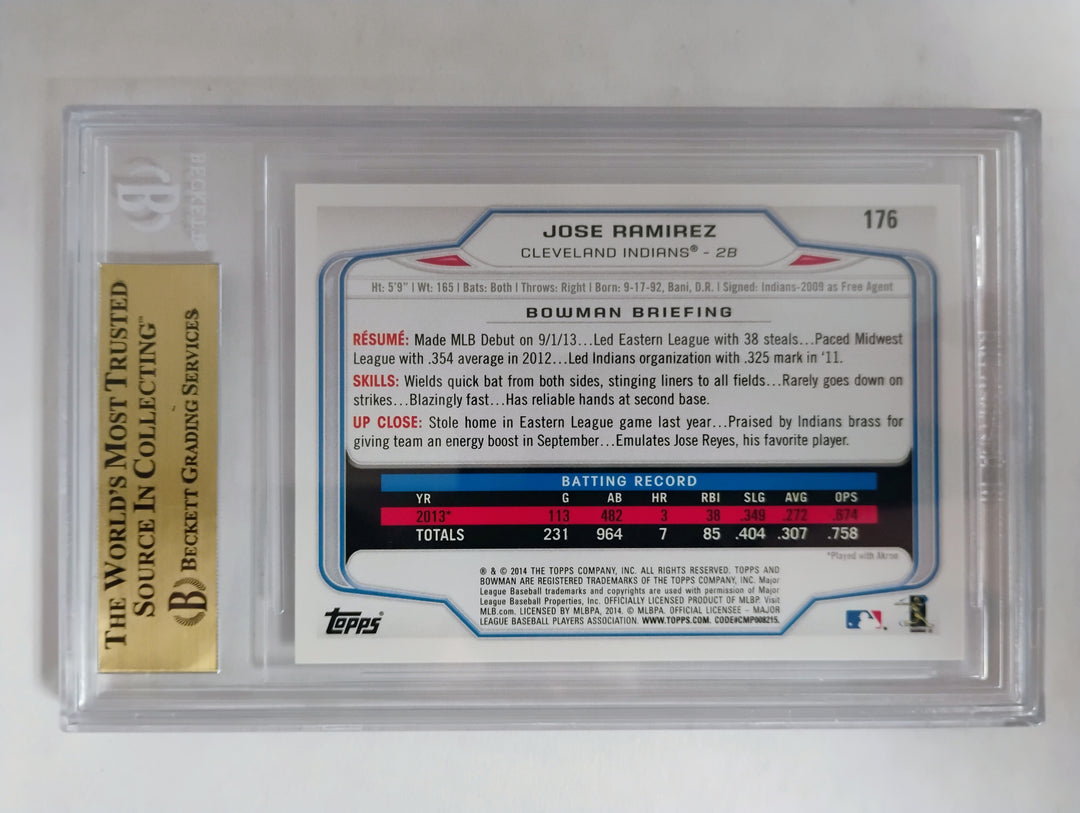 THE WORLD'S MOST TRUSTED
SOURCE IN COLLECTING™
B BECKETT GRADING SERVICES
BECKETT
B
176
JOSE RAMIREZ
CLEVELAND INDIANS® - 2B
Ht: 5'9" | Wt: 165 | Bats: Both | Throws: Right | Born: 9-17-92, Bani, D.R. | Signed: Indians-2009 as Free Agent
BOWMAN BRIEFING
RÉSUMÉ: Made MLB Debut on 9/1/13...Led Eastern League with 38 steals...Paced Midwest
League with .354 average in 2012...Led Indians organization with .325 mark in '11.
SKILLS: Wields quick bat from both sides, stinging liners to all fields...Rarely goes down on
strikes...Blazingly fast...Has reliable hands at second base.
UP CLOSE: Stole home in Eastern League game last year...Praised by Indians brass for
giving team an energy boost in September...Emulates Jose Reyes, his favorite player.
BATTING RECORD
YR G AB HR RBI SLG AVG OPS
2013* 113 482 3 38 .349 .272 .674
TOTALS 231 964 7 85 .404 .307 .758
*Played with Akron
® & © 2014 THE TOPPS COMPANY, INC. ALL RIGHTS RESERVED. TOPPS AND
BOWMAN ARE REGISTERED TRADEMARKS OF THE TOPPS COMPANY, INC. Major
League Baseball trademarks and copyrights are used with permission of Major
League Baseball Properties, Inc. OFFICIALLY LICENSED PRODUCT OF MLBP. Visit
MLB.com. LICENSED BY MLBPA, 2014. © MLBPA. OFFICIAL LICENSEE – MAJOR
LEAGUE BASEBALL PLAYERS ASSOCIATION. WWW.TOPPS.COM. CODE#CMP008215.
Topps®